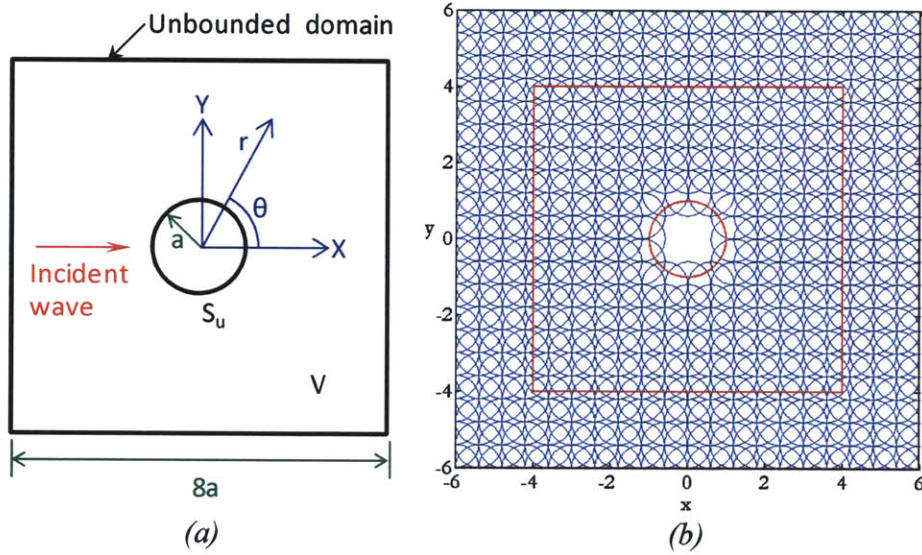 Unbounded domain
Y
r
θ
a
X
Incident
wave
S_u
V
8a
(a)
6
4
2
y 0
-2
-4
-6
-6 -4 -2 0 2 4 6
x
(b)